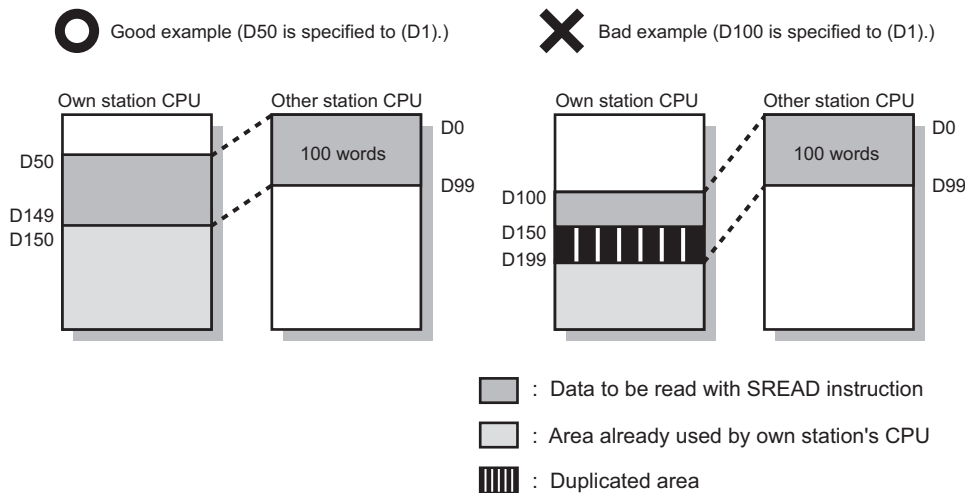 Good example (D50 is specified to (D1).)
Own station CPU
Other station CPU
D0
100 words
D50
D99
D149
D150
Bad example (D100 is specified to (D1).)
Own station CPU
Other station CPU
D0
100 words
D99
D100
D150
D199
: Data to be read with SREAD instruction
: Area already used by own station's CPU
: Duplicated area